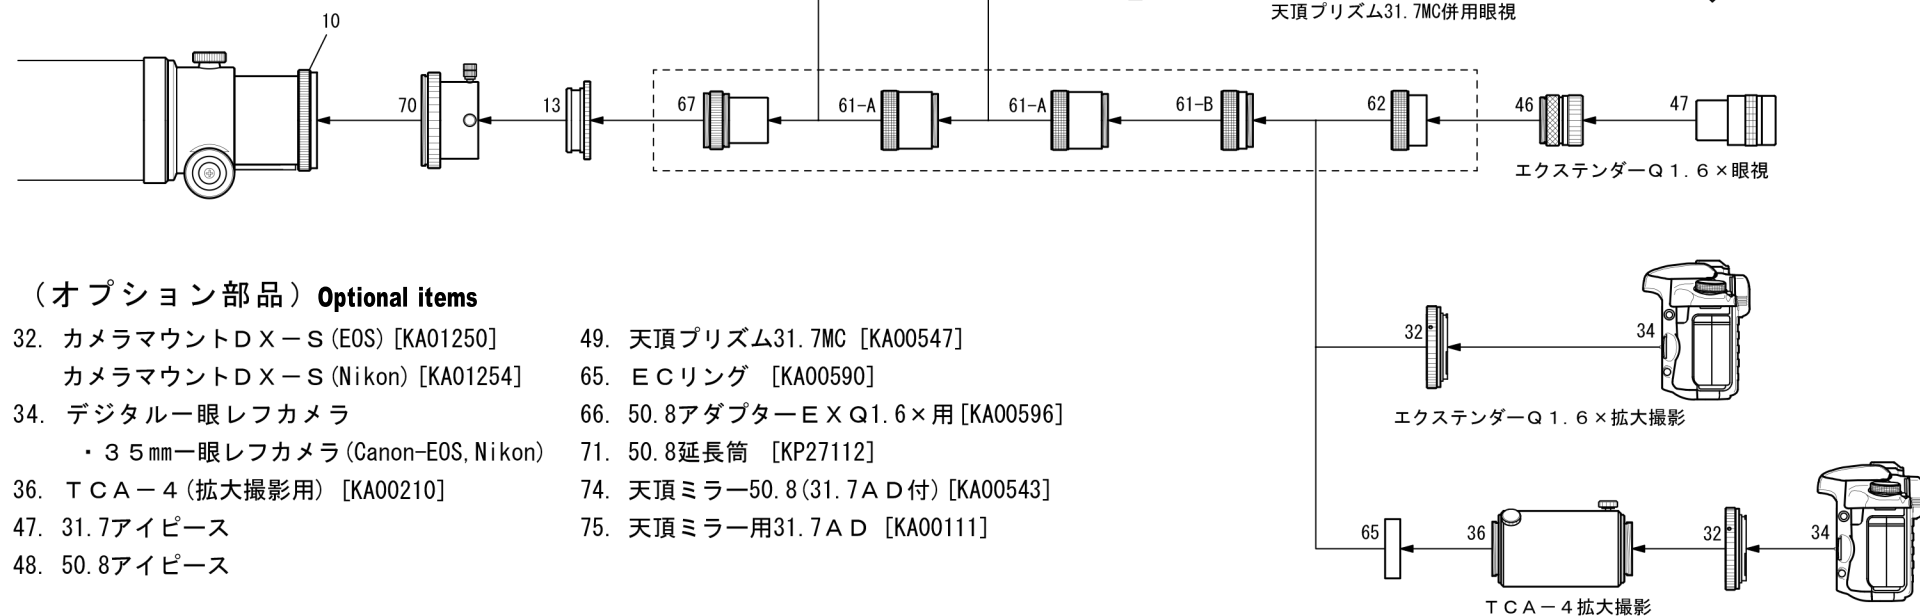 天頂プリズム31.7MC併用眼視
10
70
13
67
61-A
61-A
61-B
62
46
47
エクステンダーQ1.6×眼視
(オプション部品) Optional items
32. カメラマウントDX-S(EOS)[KA01250]
カメラマウントDX-S(Nikon)[KA01254]
34. デジタル一眼レフカメラ
・35mm一眼レフカメラ(Canon-EOS,Nikon)
36. TCA-4(拡大撮影用) [KA00210]
47. 31.7アイピース
48. 50.8アイピース
49. 天頂プリズム31.7MC [KA00547]
65. ECリング [KA00590]
66. 50.8アダプターEXQ1.6×用[KA00596]
71. 50.8延長筒 [KP27112]
74. 天頂ミラー50.8(31.7AD付)[KA00543]
75. 天頂ミラー用31.7AD [KA00111]
32
34
エクステンダーQ1.6×拡大撮影
65
36
32
34
TCA-4拡大撮影